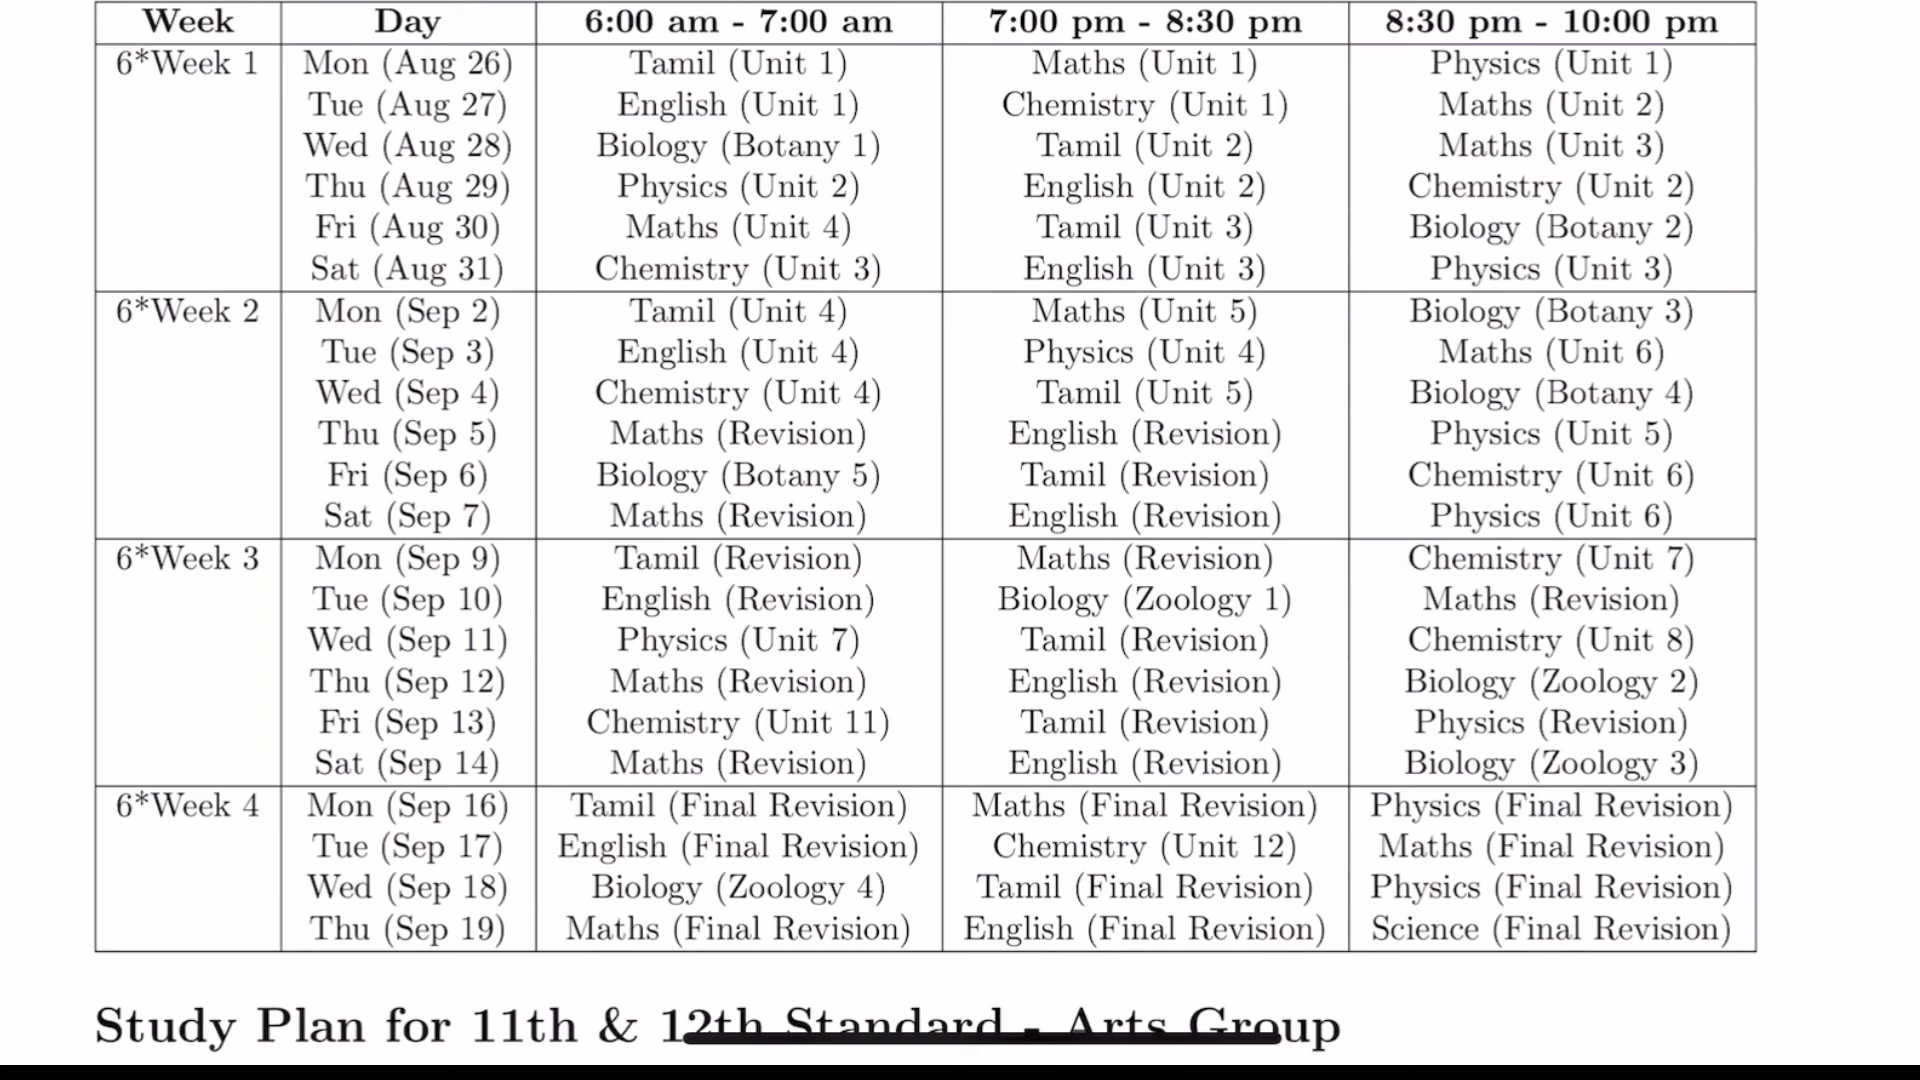 Week Day 6:00 am - 7:00 am 7:00 pm - 8:30 pm 8:30 pm - 10:00 pm
6*Week 1 Mon (Aug 26) Tamil (Unit 1) Maths (Unit 1) Physics (Unit 1)
Tue (Aug 27) English (Unit 1) Chemistry (Unit 1) Maths (Unit 2)
Wed (Aug 28) Biology (Botany 1) Tamil (Unit 2) Maths (Unit 3)
Thu (Aug 29) Physics (Unit 2) English (Unit 2) Chemistry (Unit 2)
Fri (Aug 30) Maths (Unit 4) Tamil (Unit 3) Biology (Botany 2)
Sat (Aug 31) Chemistry (Unit 3) English (Unit 3) Physics (Unit 3)
6*Week 2 Mon (Sep 2) Tamil (Unit 4) Maths (Unit 5) Biology (Botany 3)
Tue (Sep 3) English (Unit 4) Physics (Unit 4) Maths (Unit 6)
Wed (Sep 4) Chemistry (Unit 4) Tamil (Unit 5) Biology (Botany 4)
Thu (Sep 5) Maths (Revision) English (Revision) Physics (Unit 5)
Fri (Sep 6) Biology (Botany 5) Tamil (Revision) Chemistry (Unit 6)
Sat (Sep 7) Maths (Revision) English (Revision) Physics (Unit 6)
6*Week 3 Mon (Sep 9) Tamil (Revision) Maths (Revision) Chemistry (Unit 7)
Tue (Sep 10) English (Revision) Biology (Zoology 1) Maths (Revision)
Wed (Sep 11) Physics (Unit 7) Tamil (Revision) Chemistry (Unit 8)
Thu (Sep 12) Maths (Revision) English (Revision) Biology (Zoology 2)
Fri (Sep 13) Chemistry (Unit 11) Tamil (Revision) Physics (Revision)
Sat (Sep 14) Maths (Revision) English (Revision) Biology (Zoology 3)
6*Week 4 Mon (Sep 16) Tamil (Final Revision) Maths (Final Revision) Physics (Final Revision)
Tue (Sep 17) English (Final Revision) Chemistry (Unit 12) Maths (Final Revision)
Wed (Sep 18) Biology (Zoology 4) Tamil (Final Revision) Physics (Final Revision)
Thu (Sep 19) Maths (Final Revision) English (Final Revision) Science (Final Revision)
Study Plan for 11th & 12th Standard - Arts Group